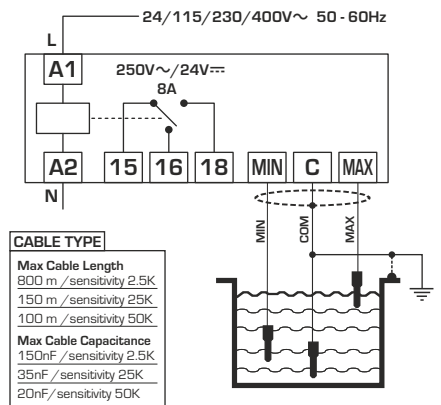 24/115/230/400V~ 50 - 60Hz
L
A1
250V~/24V⎓
8A
A2
15
16
18
MIN
C
MAX
N
MIN
COM
MAX
CABLE TYPE
Max Cable Length
800 m /sensitivity 2.5K
150 m /sensitivity 25K
100 m /sensitivity 50K
Max Cable Capacitance
150nF /sensitivity 2.5K
35nF/sensitivity 25K
20nF/sensitivity 50K